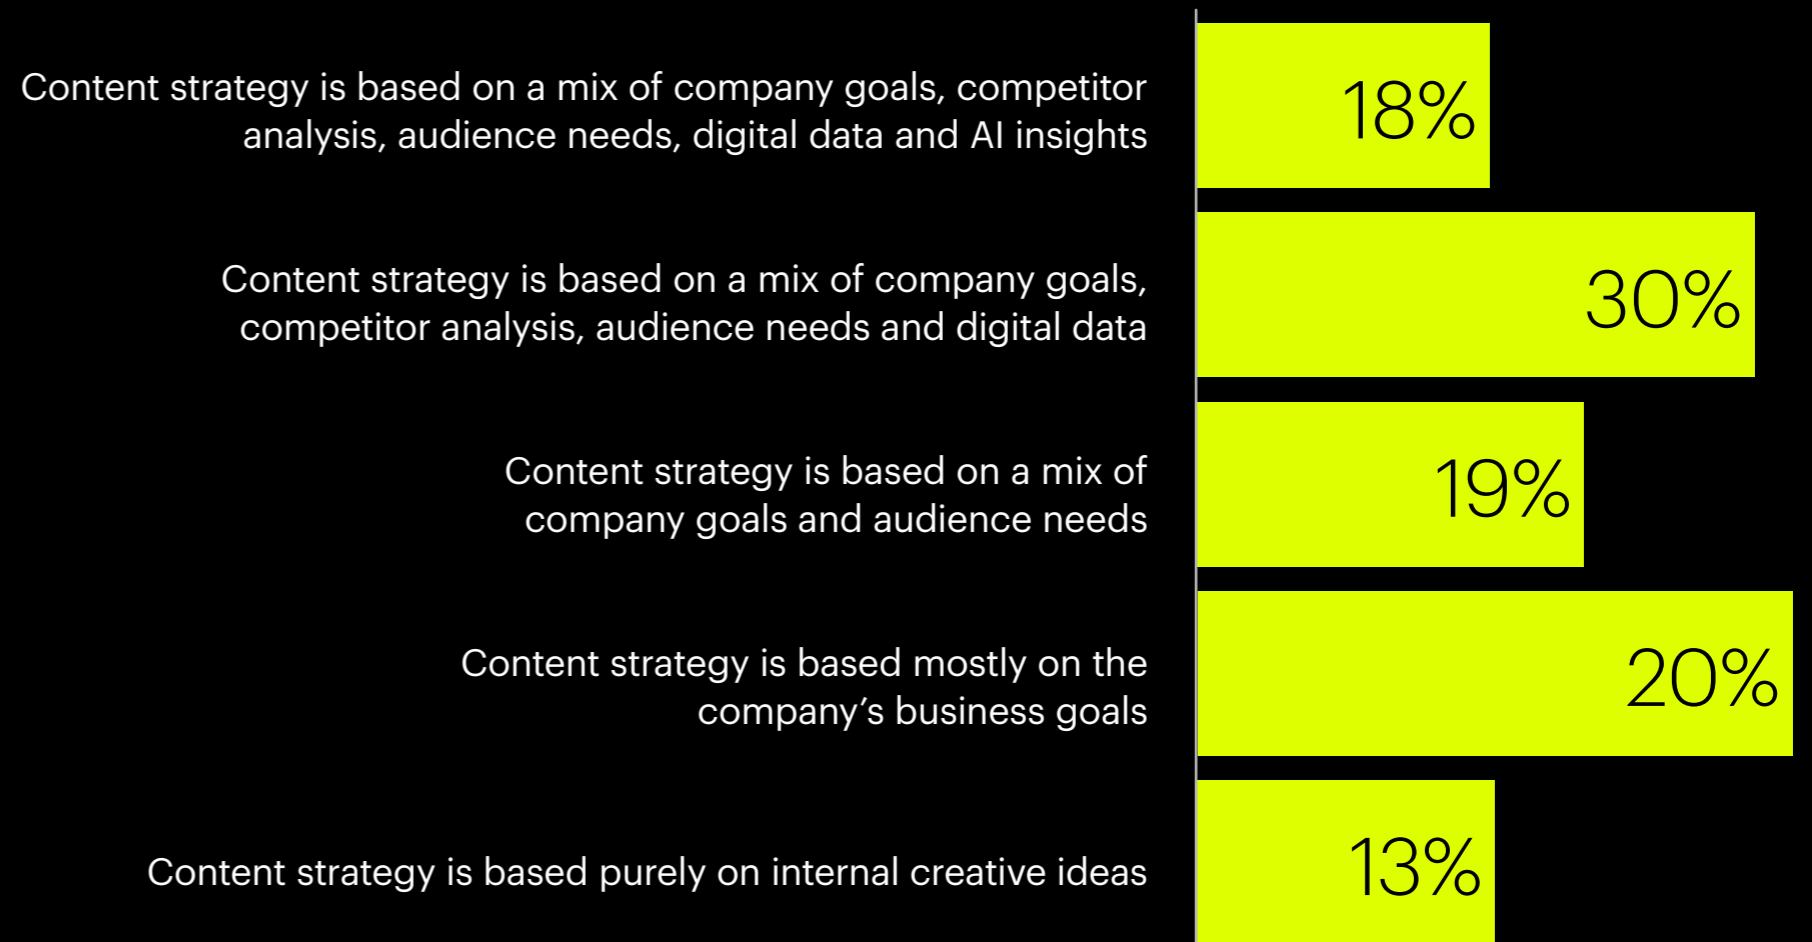 Content strategy is based on a mix of company goals, competitor
analysis, audience needs, digital data and AI insights
18%
Content strategy is based on a mix of company goals,
competitor analysis, audience needs and digital data
30%
Content strategy is based on a mix of
company goals and audience needs
19%
Content strategy is based mostly on the
company’s business goals
20%
Content strategy is based purely on internal creative ideas
13%